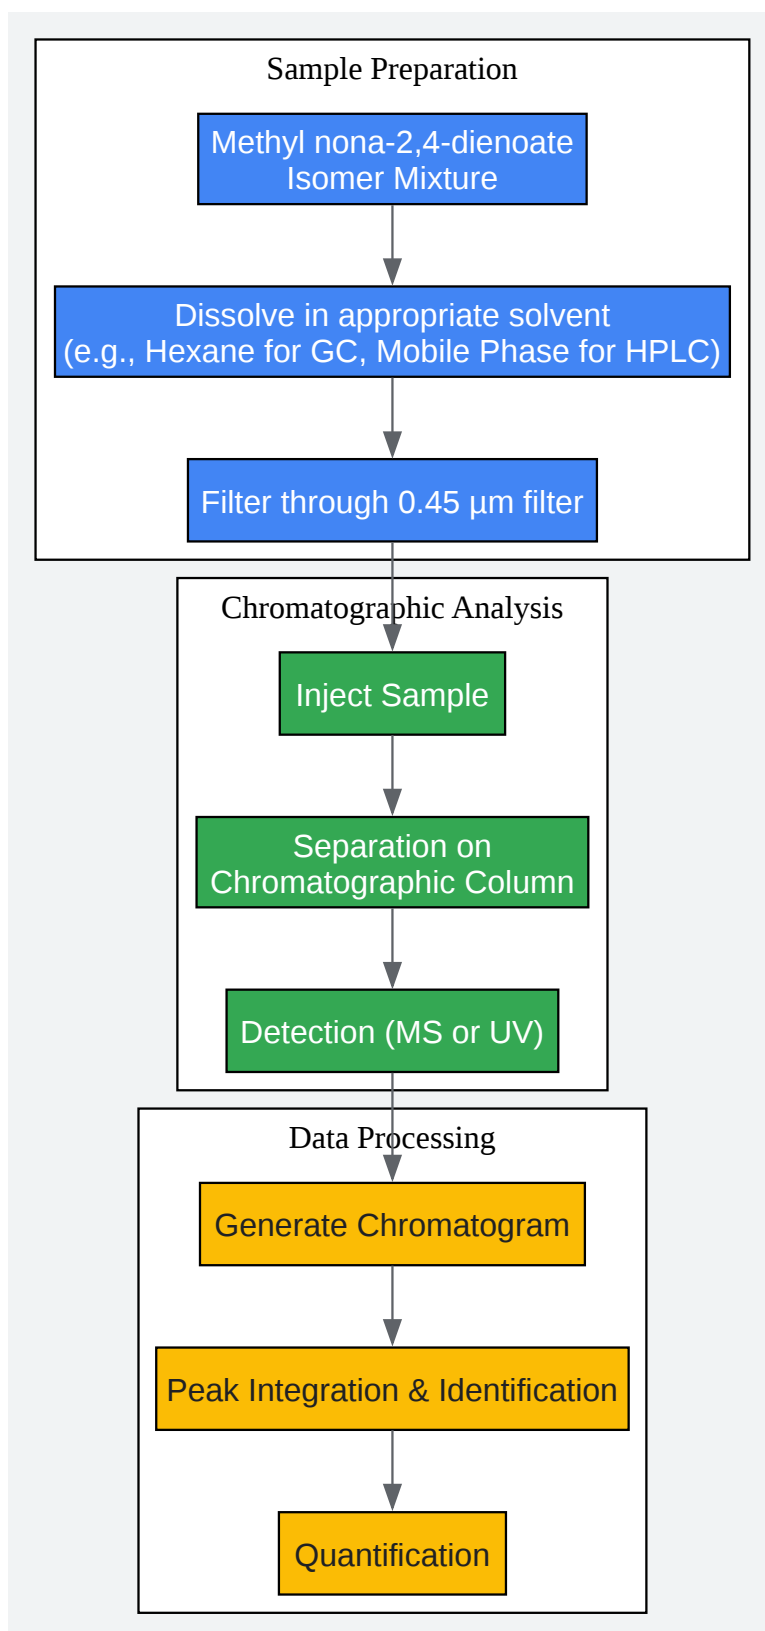 Sample Preparation
Methyl nona-2,4-dienoate
Isomer Mixture
Dissolve in appropriate solvent
(e.g., Hexane for GC, Mobile Phase for HPLC)
Filter through 0.45 µm filter
Chromatographic Analysis
Inject Sample
Separation on
Chromatographic Column
Detection (MS or UV)
Data Processing
Generate Chromatogram
Peak Integration & Identification
Quantification